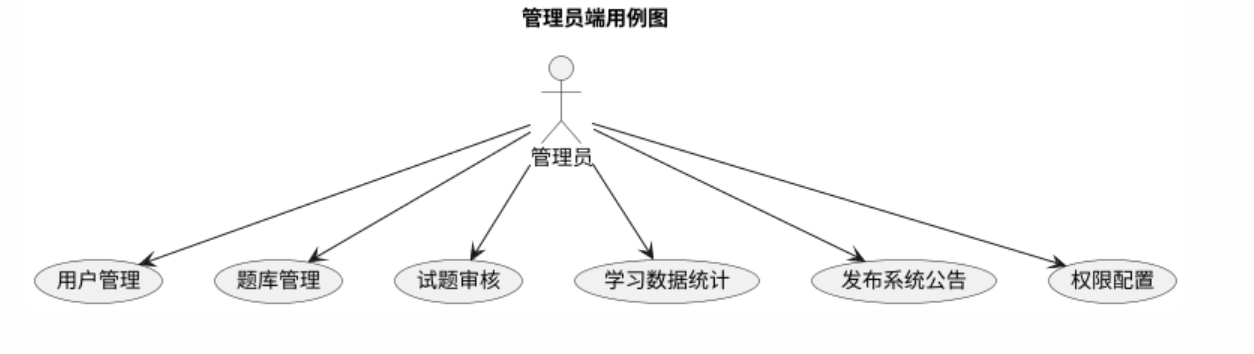 管理员端用例图
管理员
用户管理
题库管理
试题审核
学习数据统计
发布系统公告
权限配置